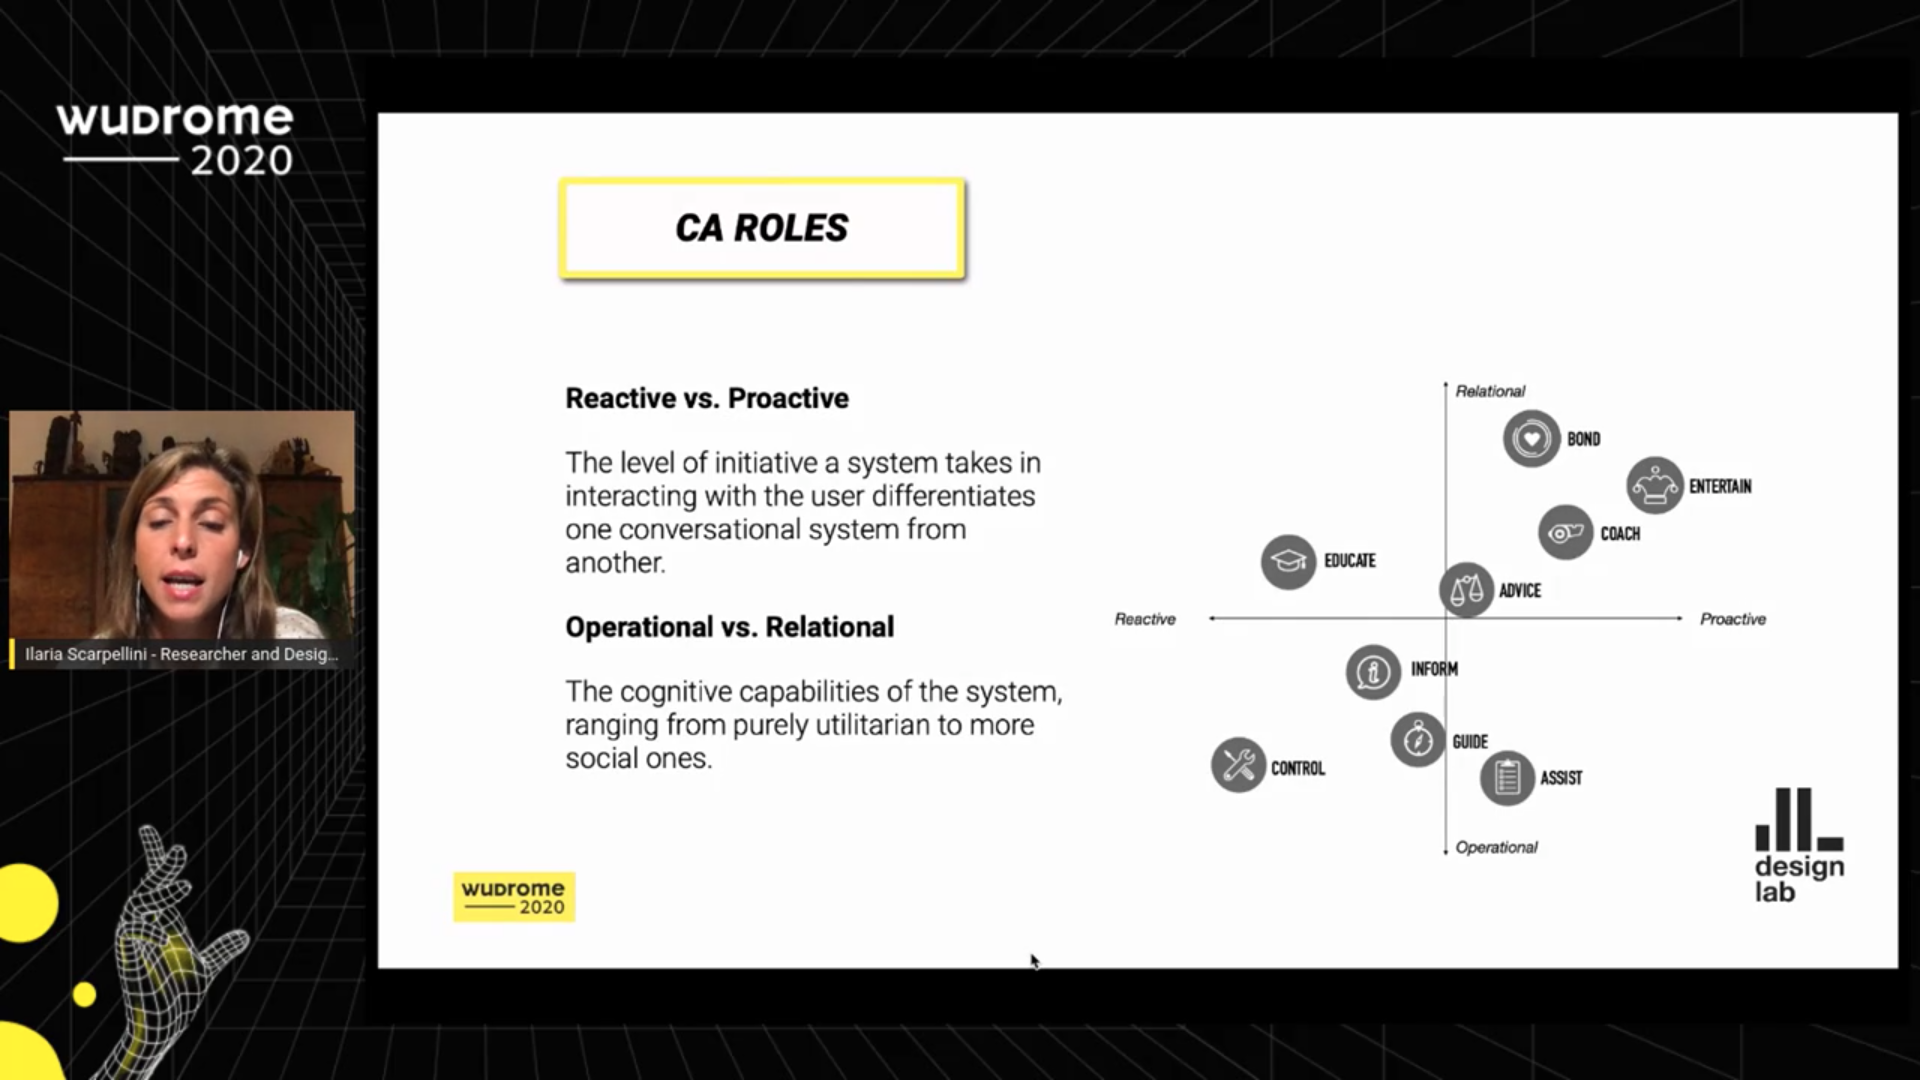 WUDrome
2020
CA ROLES
Reactive vs. Proactive
The level of initiative a system takes in
interacting with the user differentiates
one conversational system from
another.
Operational vs. Relational
The cognitive capabilities of the system,
ranging from purely utilitarian to more
social ones.
Relational
BOND
ENTERTAIN
COACH
EDUCATE
ADVICE
Reactive
Proactive
INFORM
GUIDE
CONTROL
ASSIST
Operational
design
lab
WUDrome
2020
Ilaria Scarpellini - Researcher and Desig...